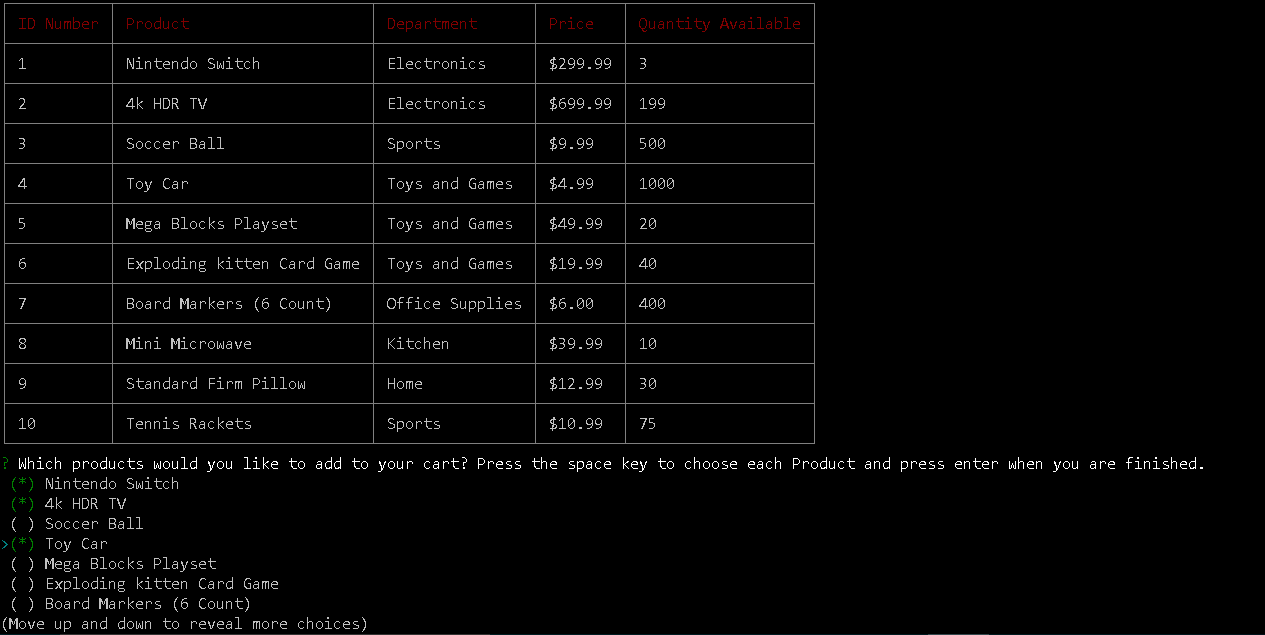 ID Number Product Department Price Quantity Available
1 Nintendo Switch Electronics $299.99 3
2 4k HDR TV Electronics $699.99 199
3 Soccer Ball Sports $9.99 500
4 Toy Car Toys and Games $4.99 1000
5 Mega Blocks Playset Toys and Games $49.99 20
6 Exploding kitten Card Game Toys and Games $19.99 40
7 Board Markers (6 Count) Office Supplies $6.00 400
8 Mini Microwave Kitchen $39.99 10
9 Standard Firm Pillow Home $12.99 30
10 Tennis Rackets Sports $10.99 75
? Which products would you like to add to your cart? Press the space key to choose each Product and press enter when you are finished.
(*) Nintendo Switch
(*) 4k HDR TV
( ) Soccer Ball
>(*) Toy Car
( ) Mega Blocks Playset
( ) Exploding kitten Card Game
( ) Board Markers (6 Count)
(Move up and down to reveal more choices)